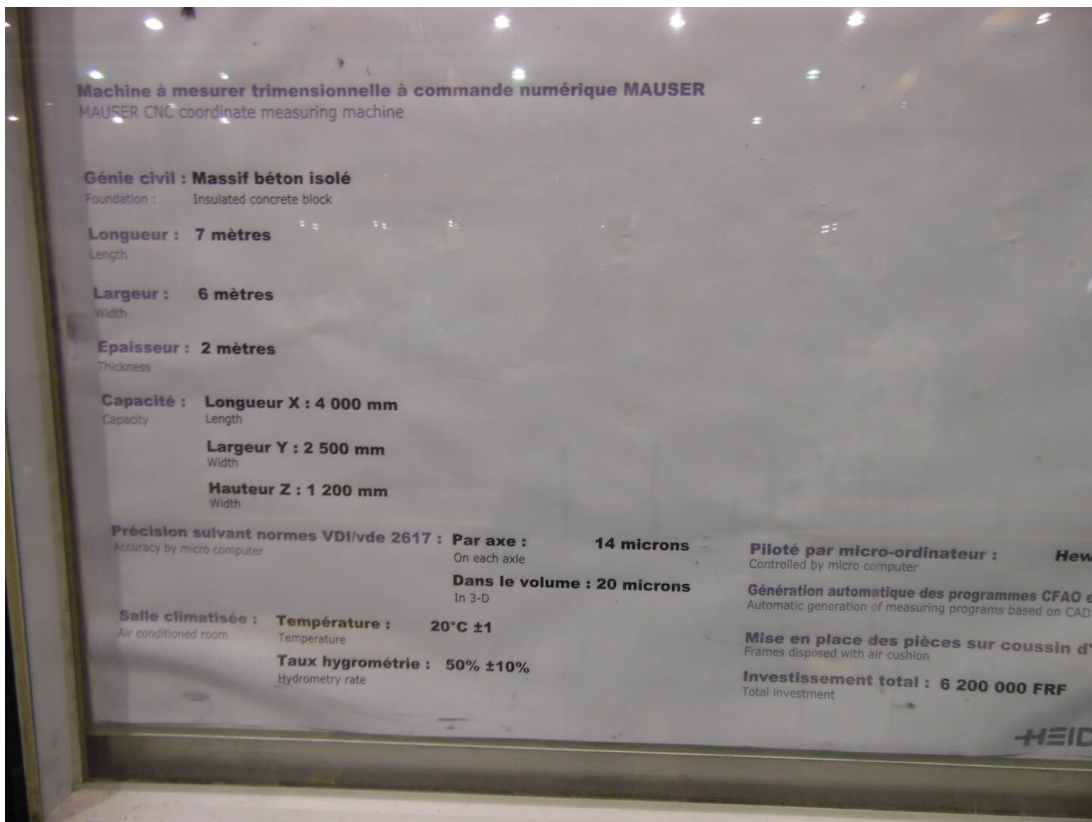 Machine à mesurer trimensionnelle à commande numérique MAUSER
MAUSER CNC coordinate measuring machine
Génie civil : Massif béton isolé
Foundation : Insulated concrete block
Longueur : 7 mètres
Length
Largeur : 6 mètres
Width
Epaisseur : 2 mètres
Thickness
Capacité : Longueur X : 4 000 mm
Capacity Length
Largeur Y : 2 500 mm
Width
Hauteur Z : 1 200 mm
Width
Précision suivant normes VDI/vde 2617 : Par axe : 14 microns
Accuracy by micro computer On each axle
Dans le volume : 20 microns
In 3-D
Salle climatisée : Température : 20°C ±1
Air conditioned room Temperature
Taux hygrométrie : 50% ±10%
Hydrometry rate
Piloté par micro-ordinateur : Hew
Controlled by micro computer
Génération automatique des programmes CFAO e
Automatic generation of measuring programs based on CAD
Mise en place des pièces sur coussin d'
Frames disposed with air cushion
Investissement total : 6 200 000 FRF
Total investment
HEID